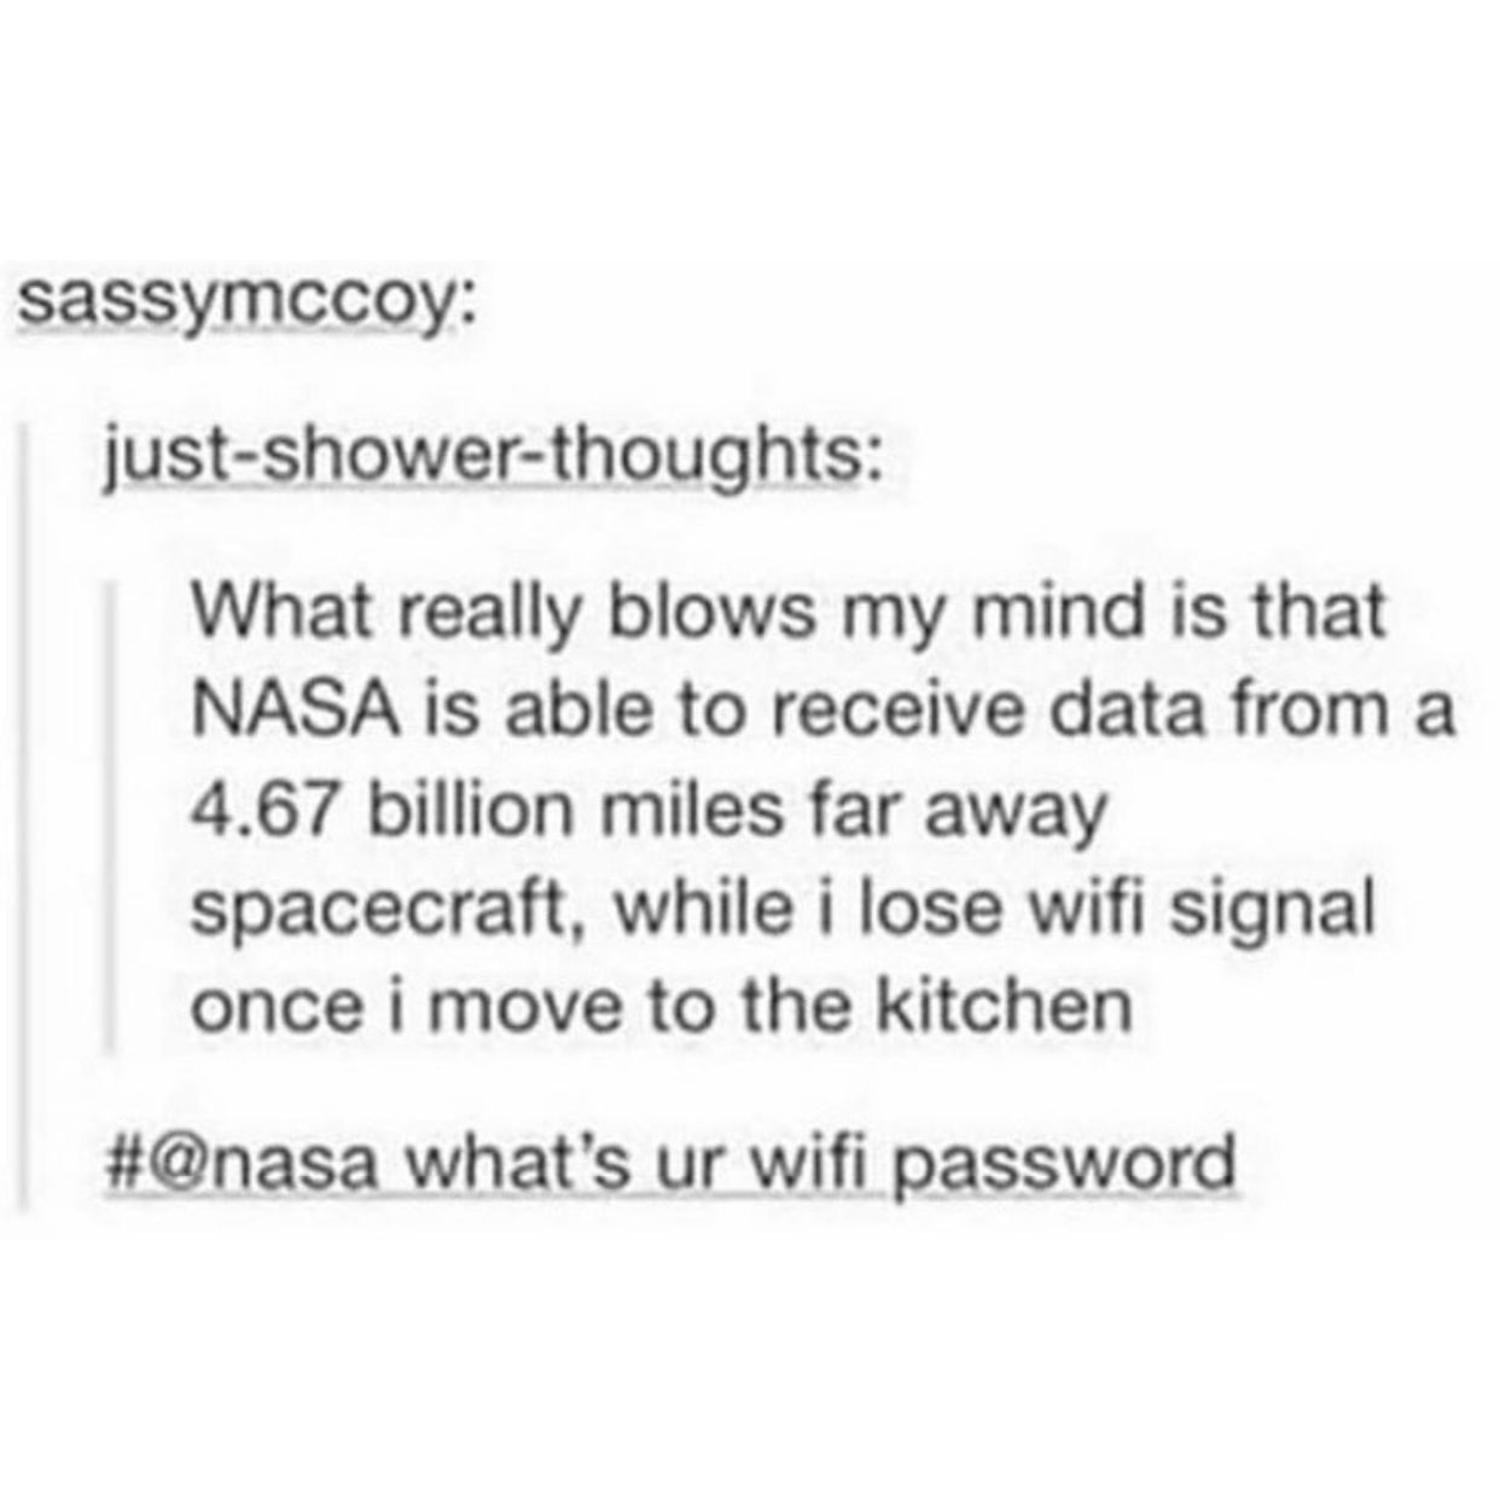 sassymccoy:
just-shower-thoughts:
What really blows my mind is that
NASA is able to receive data from a
4.67 billion miles far away
spacecraft, while i lose wifi signal
once i move to the kitchen
#@nasa what's ur wifi password